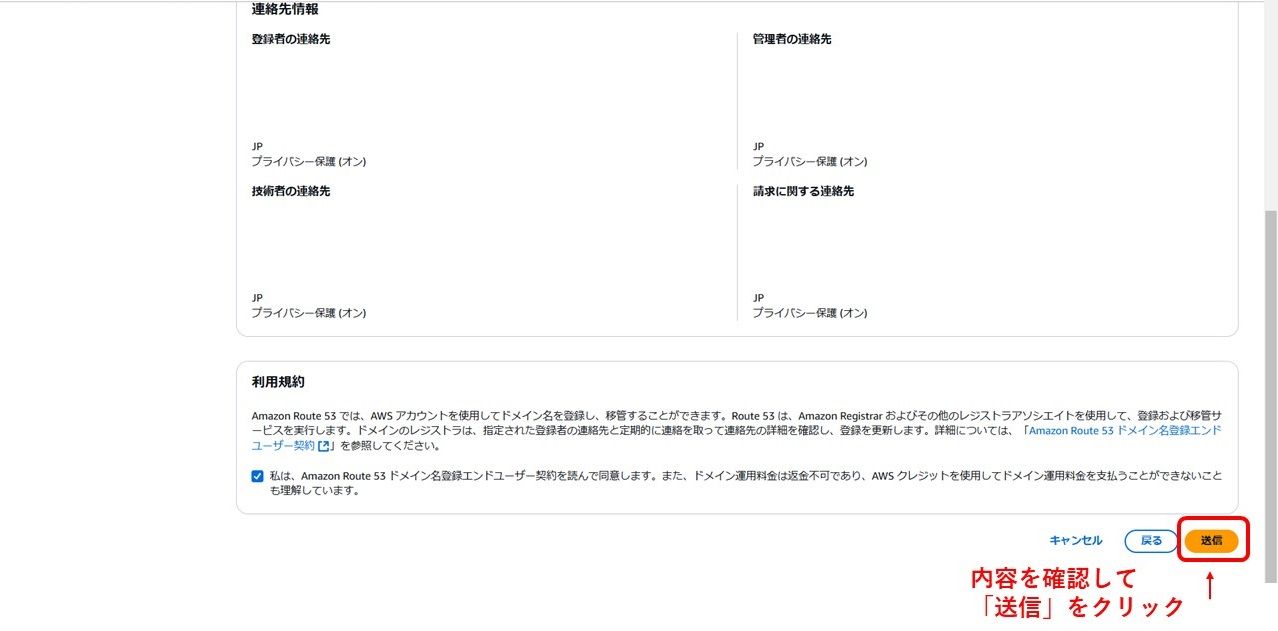 連絡先情報
登録者の連絡先
管理者の連絡先
JP
プライバシー保護 (オン)
JP
プライバシー保護 (オン)
技術者の連絡先
請求に関する連絡先
JP
プライバシー保護 (オン)
JP
プライバシー保護 (オン)
利用規約
Amazon Route 53 では、AWS アカウントを使用してドメイン名を登録し、移管することができます。Route 53 は、Amazon Registrar およびその他のレジストラアソシエイトを使用して、登録および移管サ
ービスを実行します。ドメインのレジストラは、指定された登録者の連絡先と定期的に連絡を取って連絡先の詳細を確認し、登録を更新します。詳細については、「Amazon Route 53 ドメイン名登録エンド
ユーザー契約」を参照してください。
私は、Amazon Route 53 ドメイン名登録エンドユーザー契約を読んで同意します。また、ドメイン運用料金は返金不可であり、AWS クレジットを使用してドメイン運用料金を支払うことができないこと
も理解しています。
キャンセル
戻る
送信
内容を確認して
「送信」をクリック